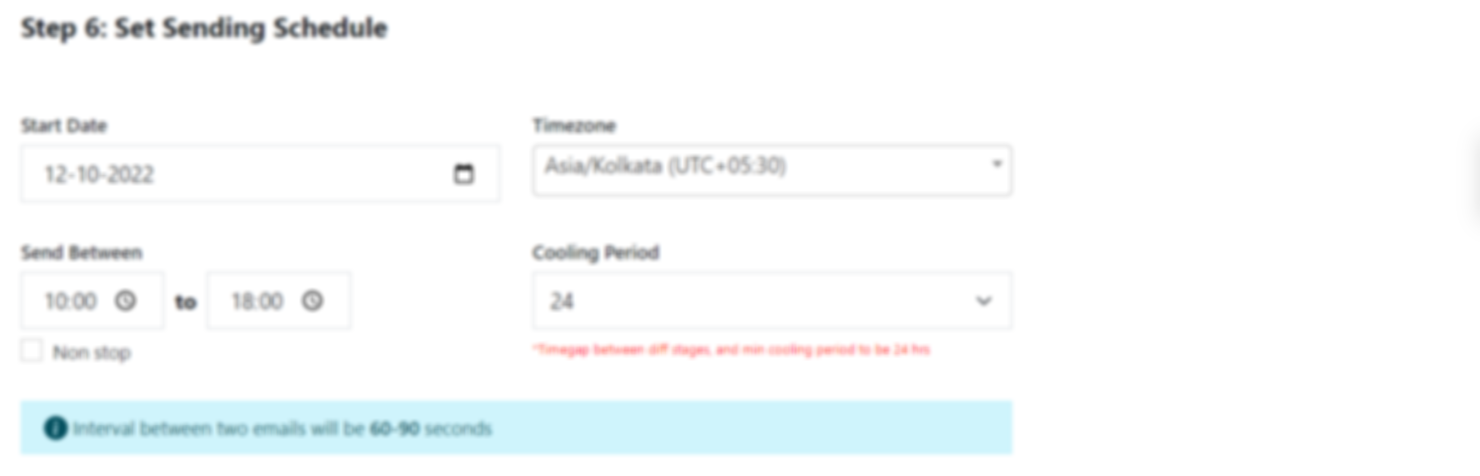 Step 6: Set Sending Schedule
Start Date
Timezone
12-10-2022
Asia/Kolkata (UTC+05:30)
Send Between
Cooling Period
10:00 to 18:00
24
Non stop
*Timegap between diff stages, and min cooling period to be 24 hrs
Interval between two emails will be 60-90 seconds